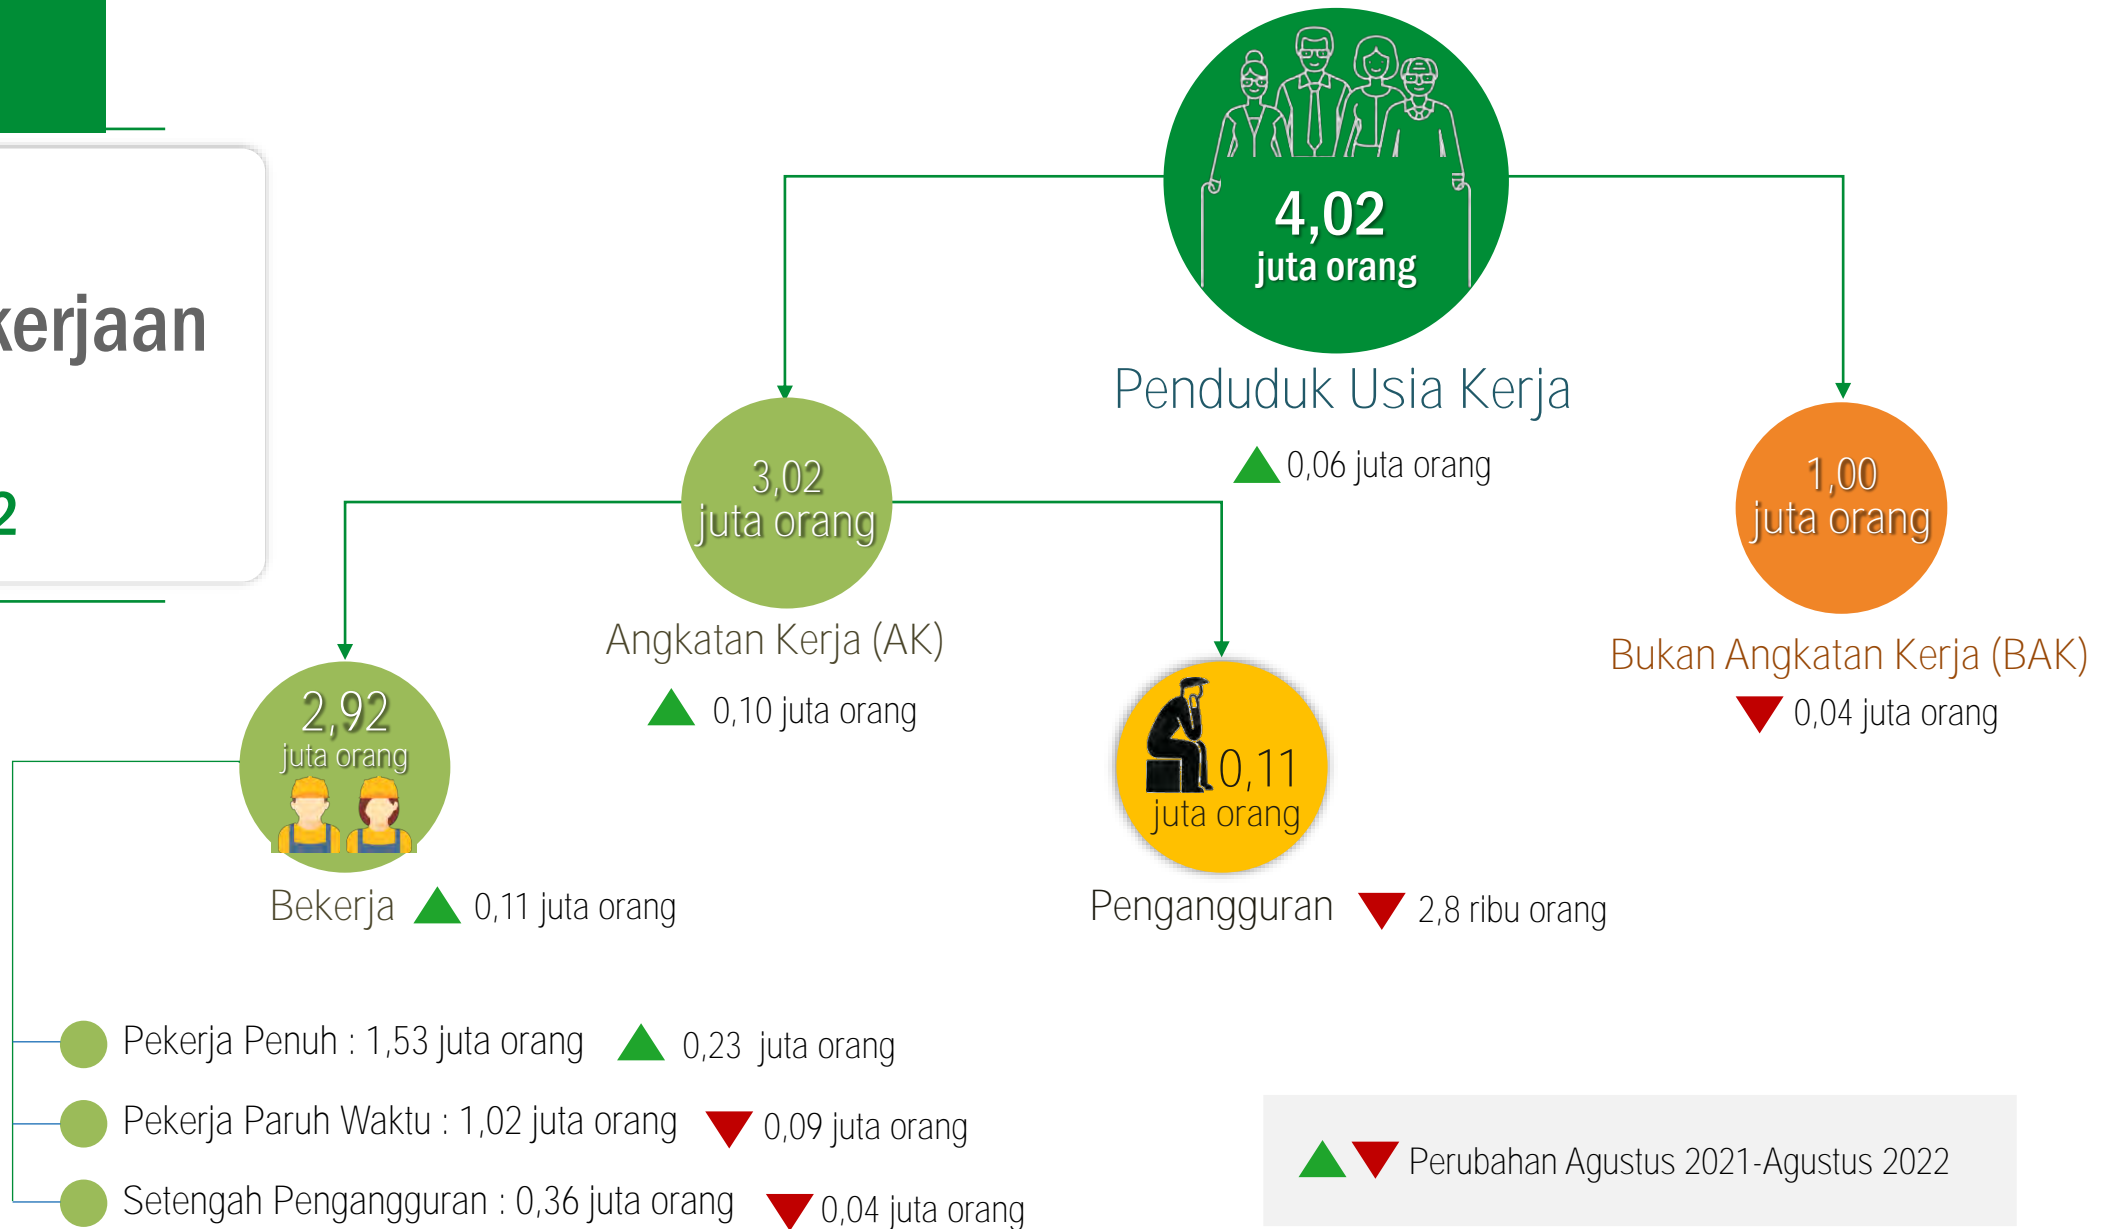 kerjaan
2
4,02
juta orang
Penduduk Usia Kerja
0,06 juta orang
3,02
juta orang
Angkatan Kerja (AK)
0,10 juta orang
1,00
juta orang
Bukan Angkatan Kerja (BAK)
0,04 juta orang
2,92
juta orang
Bekerja 0,11 juta orang
0,11
juta orang
Pengangguran 2,8 ribu orang
Pekerja Penuh : 1,53 juta orang 0,23 juta orang
Pekerja Paruh Waktu : 1,02 juta orang 0,09 juta orang
Setengah Pengangguran : 0,36 juta orang 0,04 juta orang
Perubahan Agustus 2021-Agustus 2022